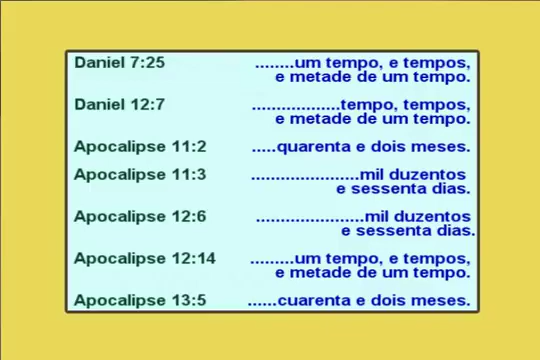 Daniel 7:25 ........um tempo, e tempos,
e metade de um tempo.
Daniel 12:7 ..................tempo, tempos,
e metade de um tempo.
Apocalipse 11:2 .....quarenta e dois meses.
Apocalipse 11:3 ......................mil duzentos
e sessenta dias.
Apocalipse 12:6 ......................mil duzentos
e sessenta dias.
Apocalipse 12:14 .........um tempo, e tempos,
e metade de um tempo.
Apocalipse 13:5 ......cuarenta e dois meses.